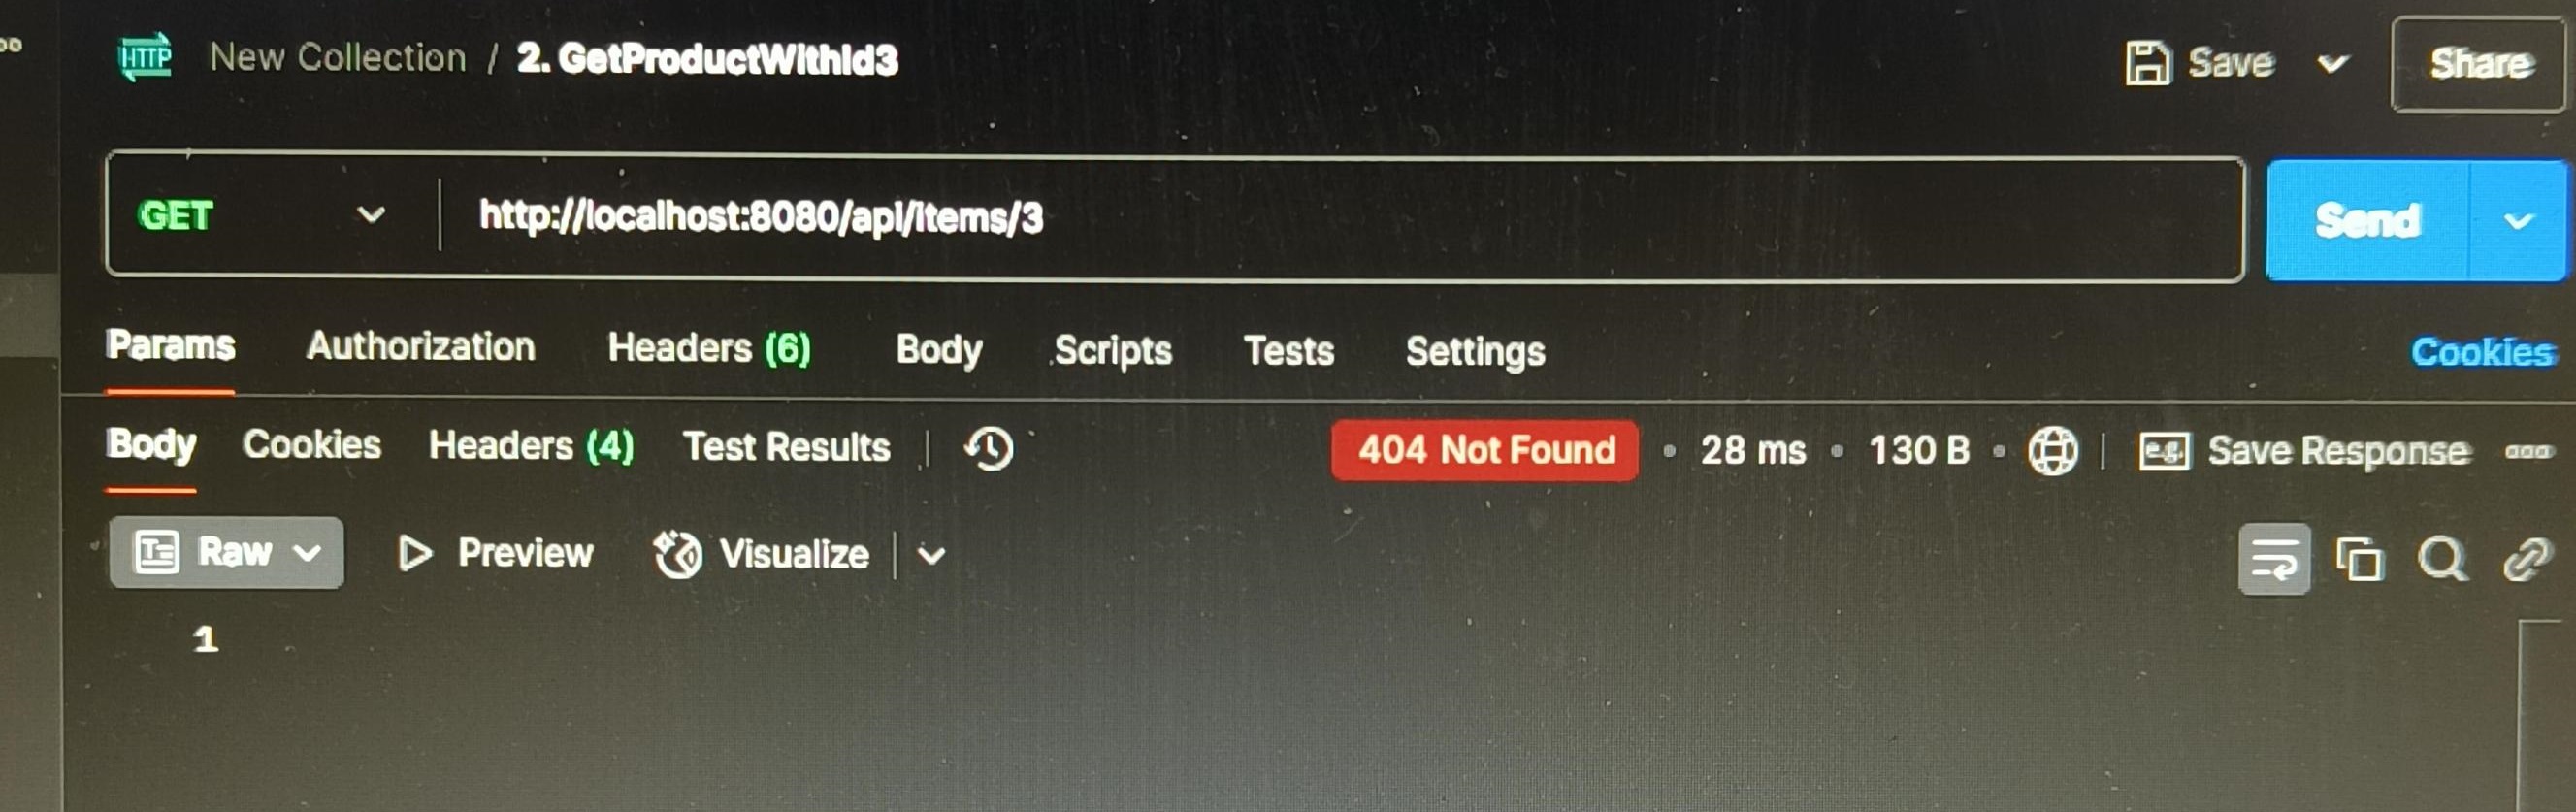 HTTP New Collection / 2. GetProductWithId3 Save Share
GET http://localhost:8080/api/items/3 Send
Params Authorization Headers (6) Body Scripts Tests Settings Cookies
Body Cookies Headers (4) Test Results 404 Not Found • 28 ms • 130 B • e.g. Save Response
Raw Preview Visualize
1